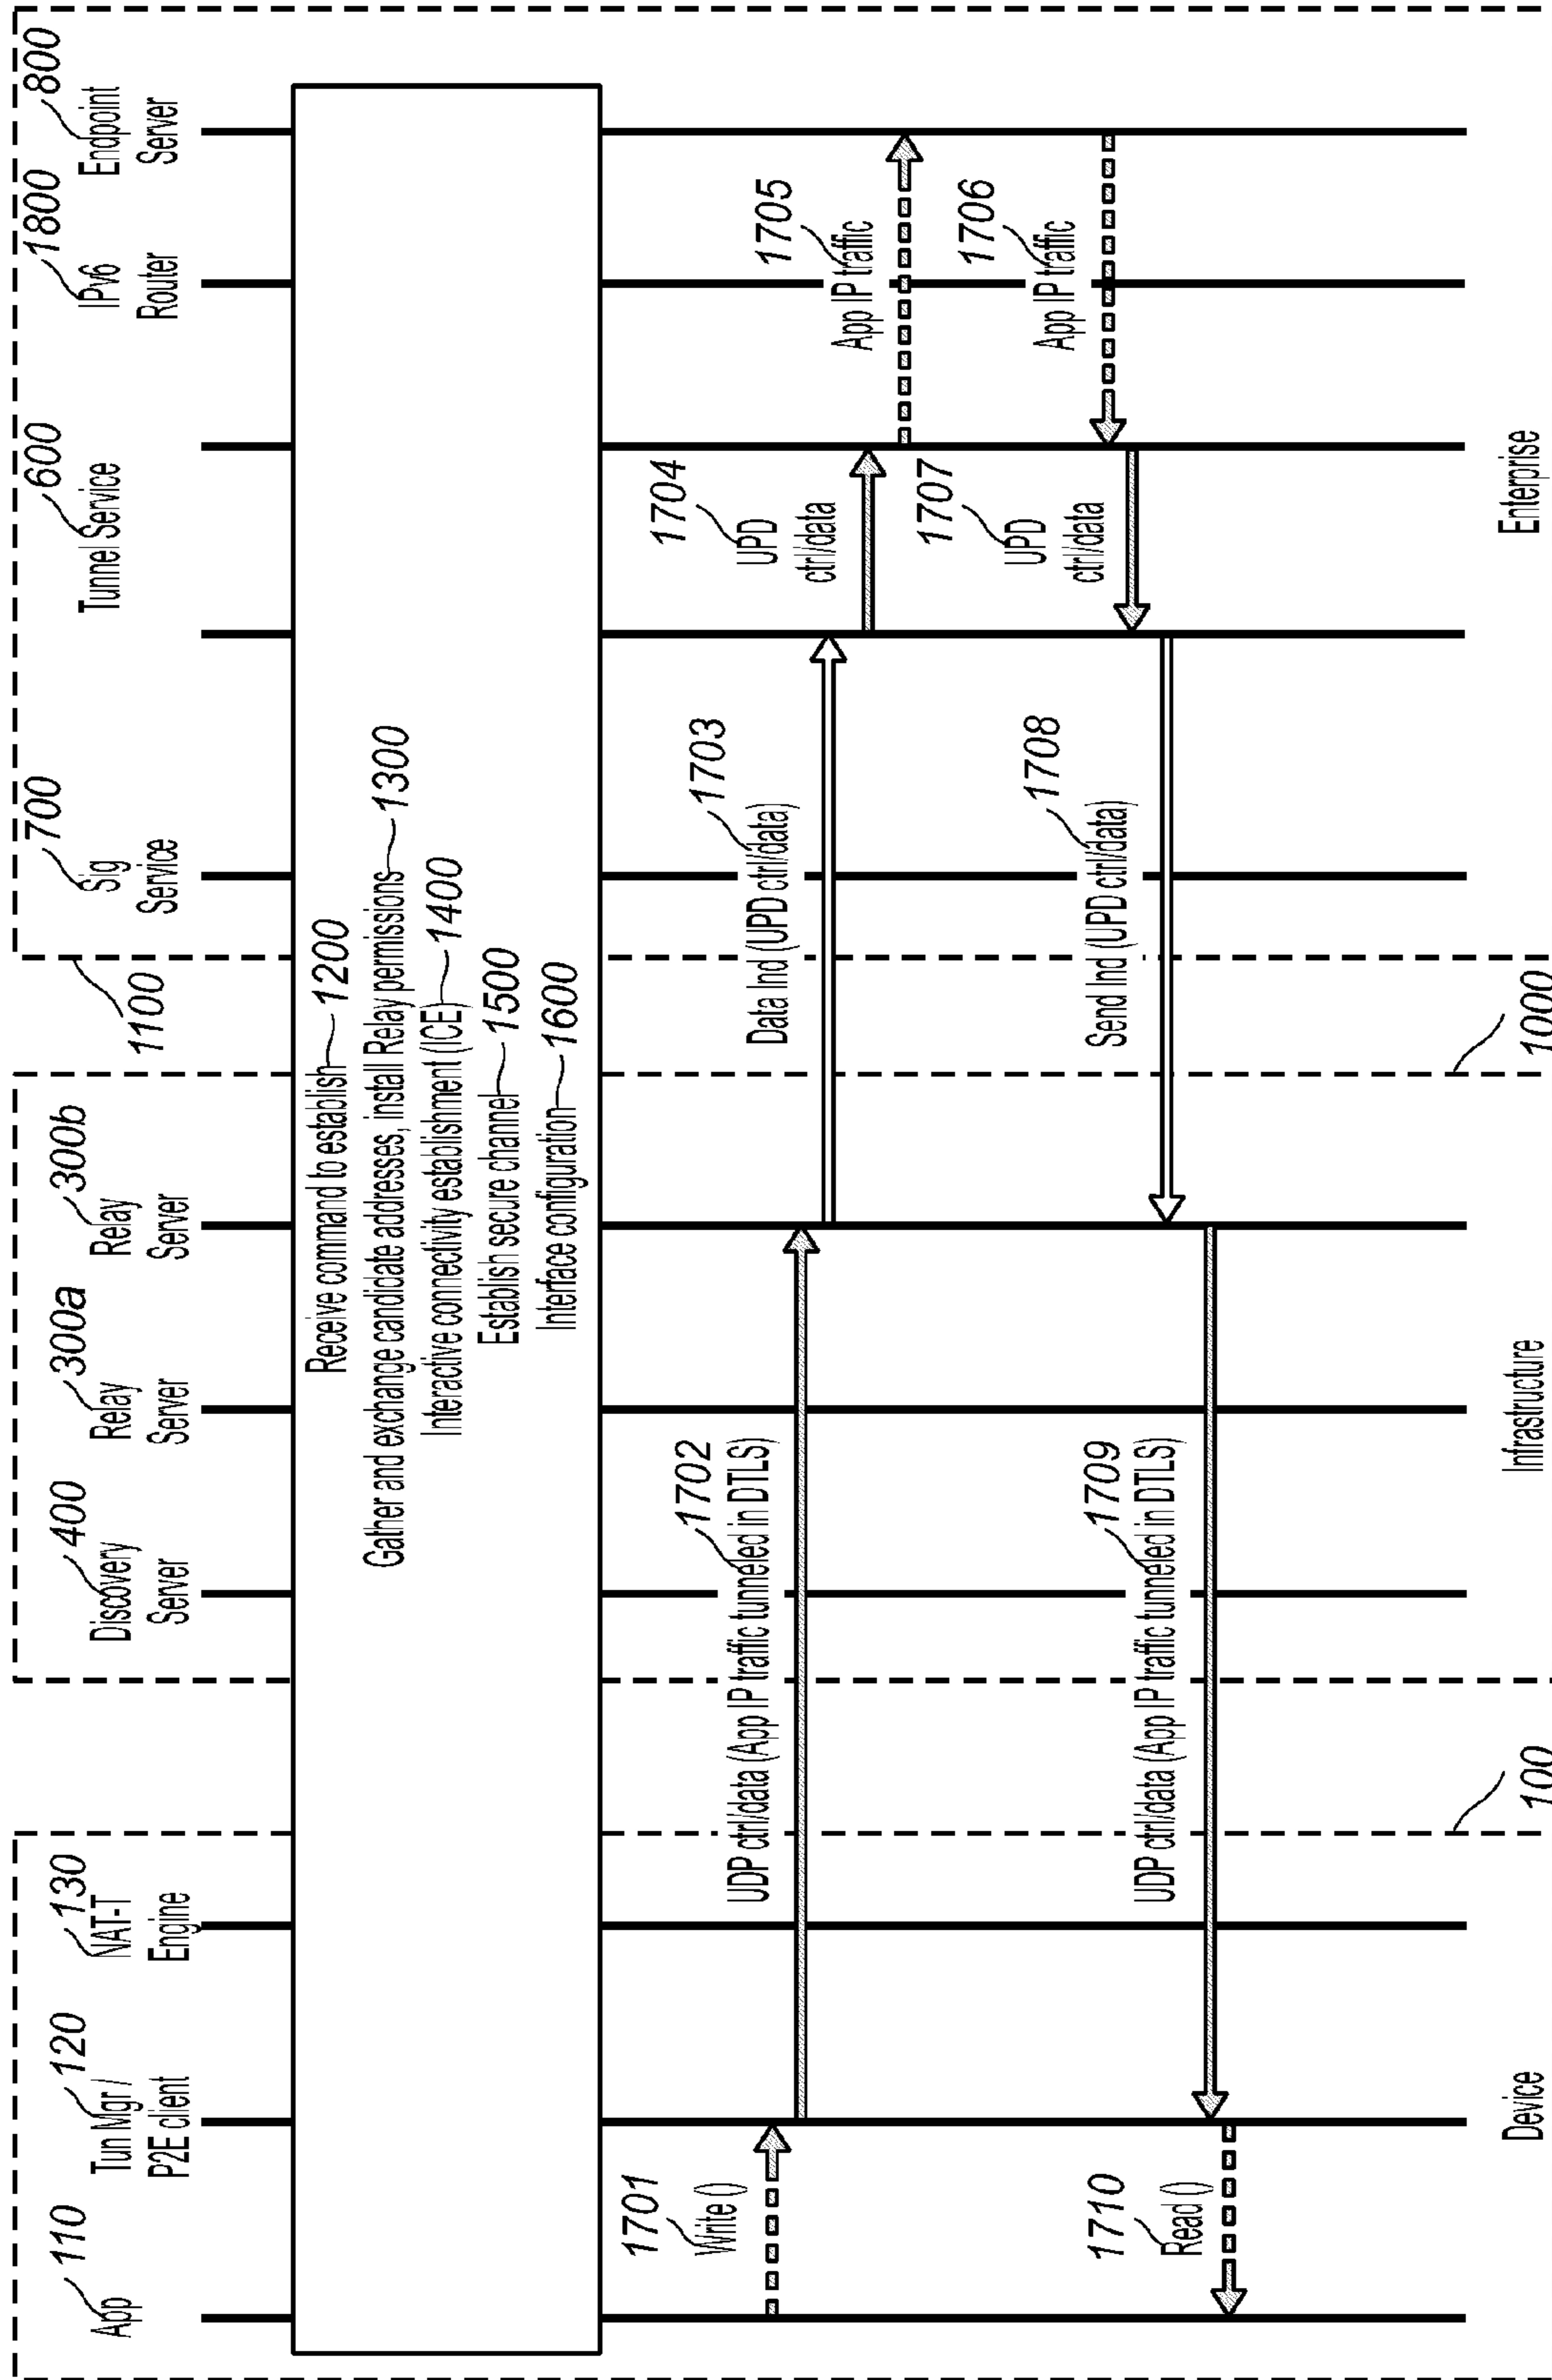 110
App
120
Tun Mgr /
P2E client
130
NAT-T
Engine
400
Discovery
Server
300a
Relay
Server
300b
Relay
Server
1100
700
Sig
Service
600
Tunnel Service
1800
IPv6
Router
800
Endpoint
Server
Receive command to establish 1200
Gather and exchange candidate addresses, install Relay permissions 1300
Interactive connectivity establishment (ICE) 1400
Establish secure channel 1500
Interface configuration 1600
1701
Write ()
1702
UDP ctrl/data (App IP traffic tunneled in DTLS)
1703
Data Ind (UPD ctrl/data)
1704
UPD
ctrl/data
1705
App IP traffic
1706
App IP traffic
1707
UPD
ctrl/data
1708
Send Ind (UPD ctrl/data)
1709
UDP ctrl/data (App IP traffic tunneled in DTLS)
1710
Read ()
100
1000
Device
Infrastructure
Enterprise